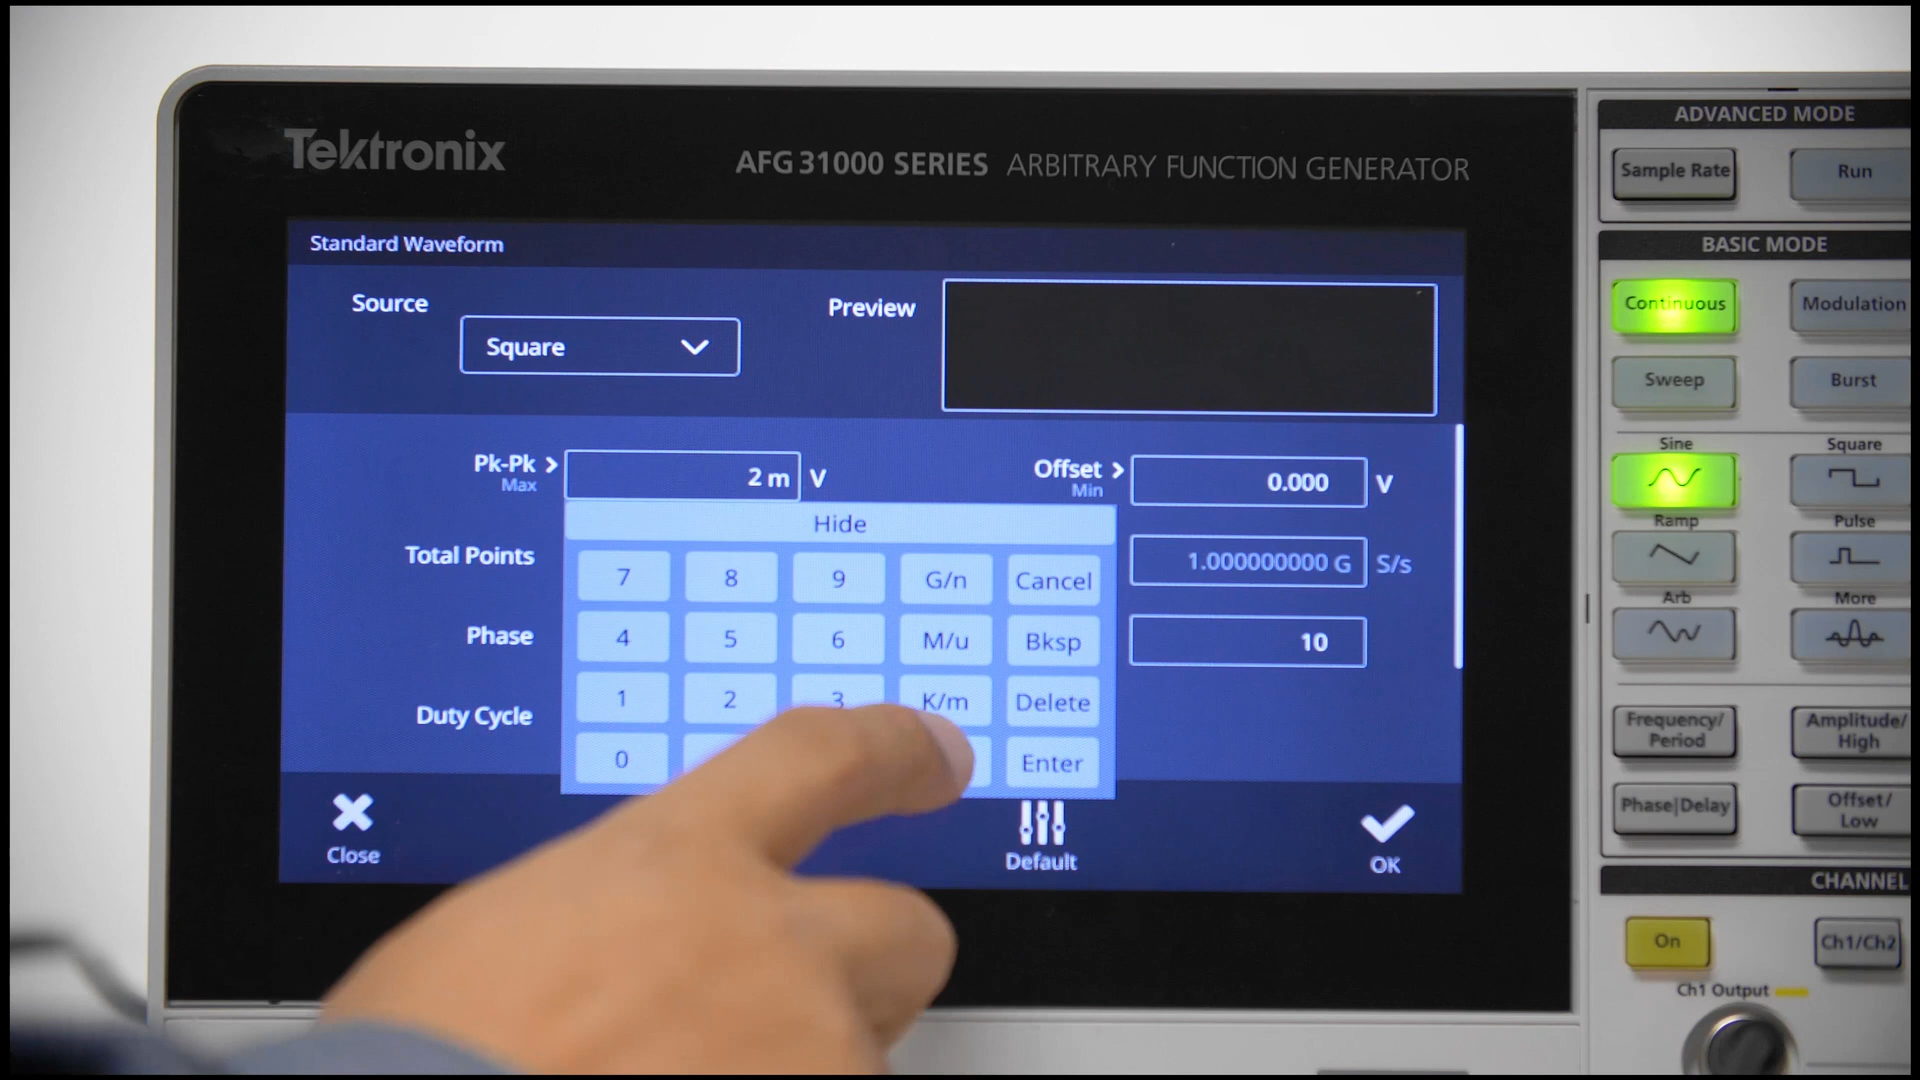 Tektronix
AFG 31000 SERIES ARBITRARY FUNCTION GENERATOR
Standard Waveform
Source
Square
Preview
Pk-Pk >
Max
2 m V
Offset >
Min
0.000 V
Hide
Total Points
1.000000000 G S/s
Phase
10
Duty Cycle
7 8 9 G/n Cancel
4 5 6 M/u Bksp
1 2 3 K/m Delete
0 Enter
Close
Default
OK
ADVANCED MODE
Sample Rate Run
BASIC MODE
Continuous Modulation
Sweep Burst
Sine Square
Ramp Pulse
Arb More
Frequency/
Period
Amplitude/
High
Phase|Delay
Offset/
Low
CHANNEL
On Ch1/Ch2
Ch1 Output